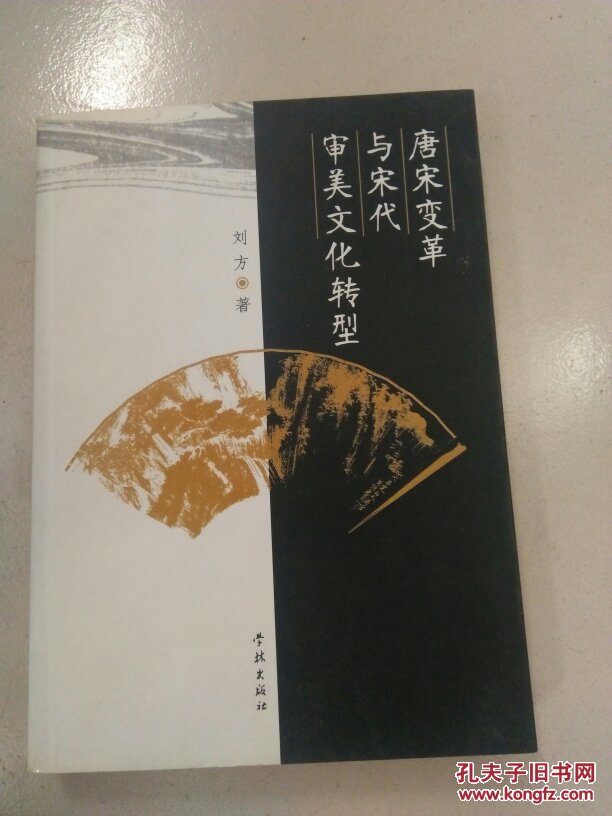 唐宋变革
与宋代
审美文化转型
刘方 著
学林出版社
孔夫子旧书网
www.kongfz.com